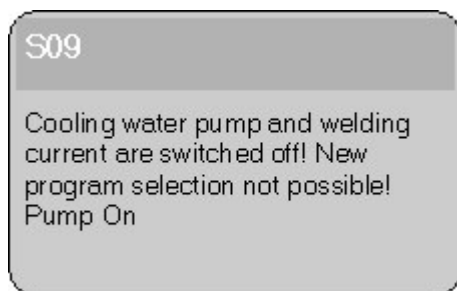 S09
Cooling water pump and welding
current are switched off! New
program selection not possible!
Pump On